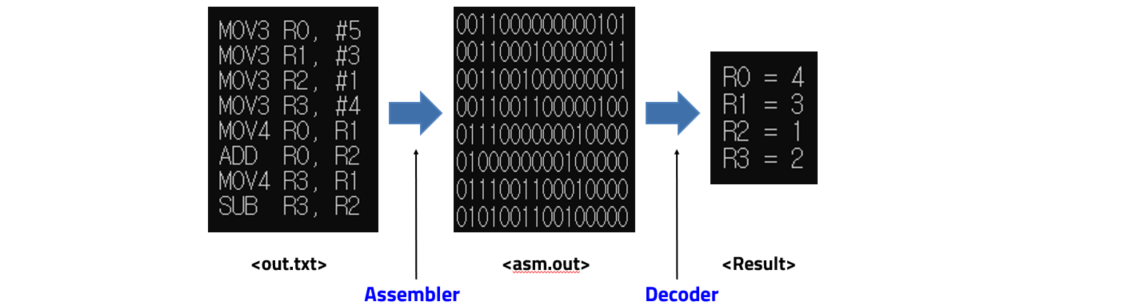 MOV3 R0, #5
MOV3 R1, #3
MOV3 R2, #1
MOV3 R3, #4
MOV4 R0, R1
ADD R0, R2
MOV4 R3, R1
SUB R3, R2
<out.txt>
Assembler
0011000000000101
0011000100000011
0011001000000001
0011001100000100
0111000000010000
0100000000100000
0111001100010000
0101001100100000
<asm.out>
Decoder
R0 = 4
R1 = 3
R2 = 1
R3 = 2
<Result>